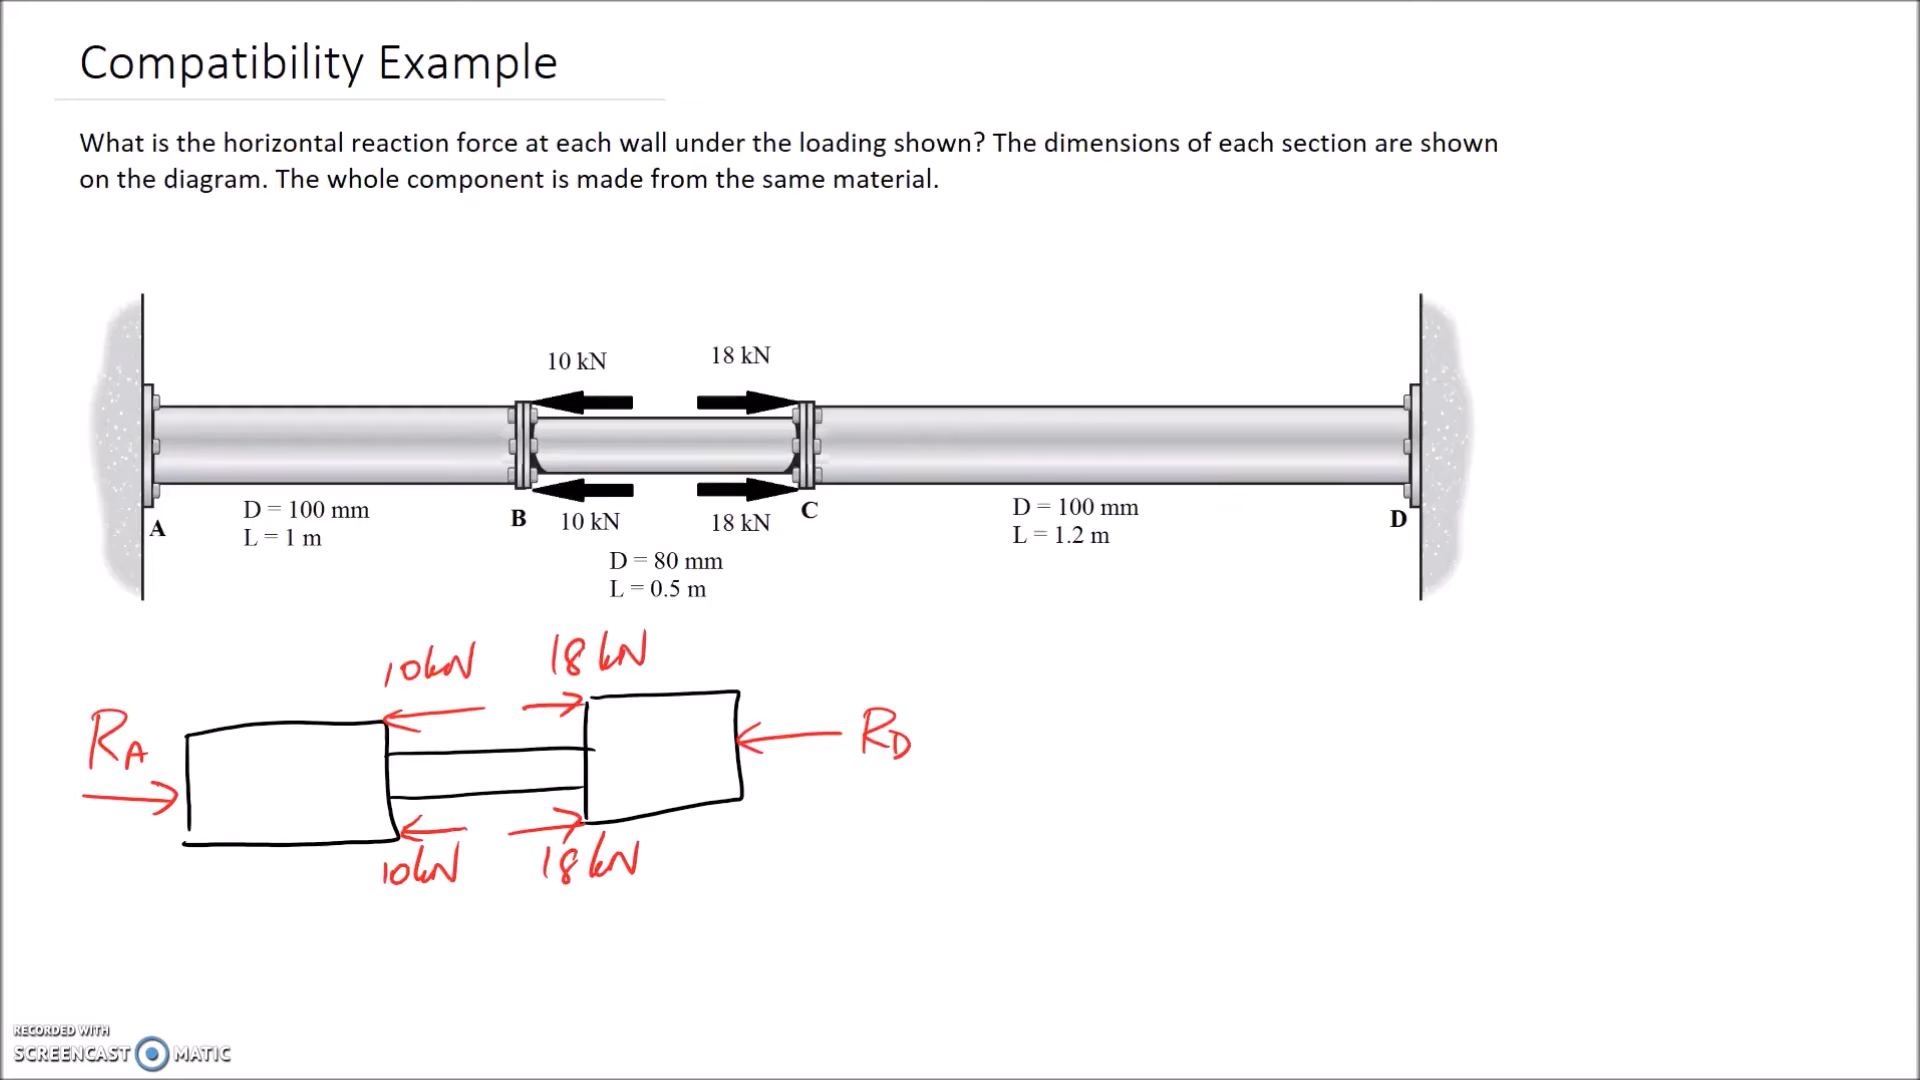 Compatibility Example
What is the horizontal reaction force at each wall under the loading shown? The dimensions of each section are shown
on the diagram. The whole component is made from the same material.
10 kN
18 kN
D = 100 mm
L = 1 m
A
B
10 kN
18 kN
C
D = 80 mm
L = 0.5 m
D = 100 mm
L = 1.2 m
D
10kN
18 kN
RA
RD
10kN
18 kN
RECORDED WITH
SCREENCAST MATIC